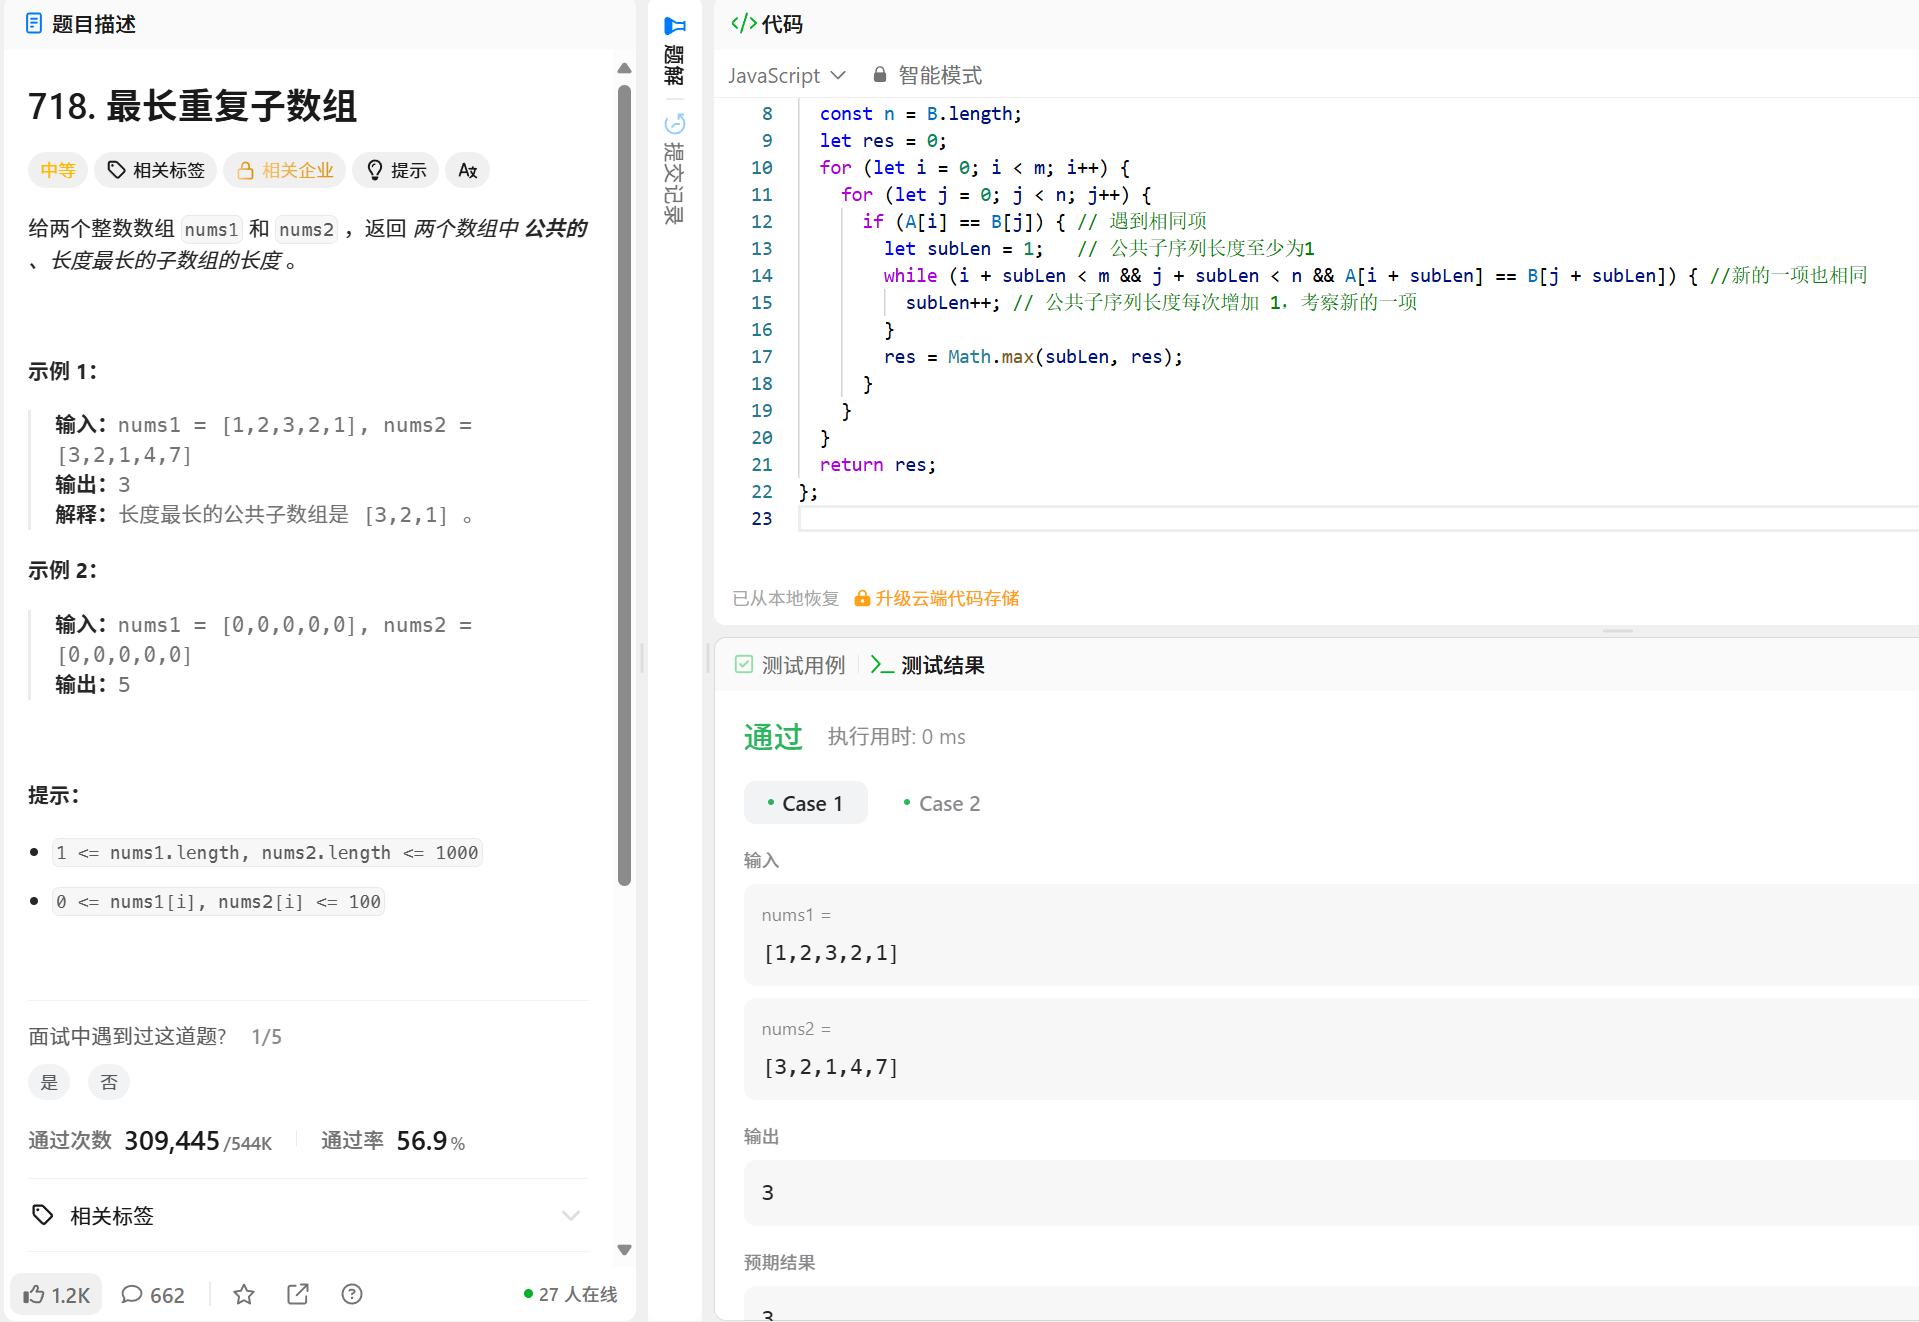 题目描述
718. 最长重复子数组
中等 相关标签 相关企业 提示
给两个整数数组 nums1 和 nums2 ，返回 两个数组中 公共的
、长度最长的子数组的长度 。
示例 1：
输入：nums1 = [1,2,3,2,1], nums2 =
[3,2,1,4,7]
输出：3
解释：长度最长的公共子数组是 [3,2,1] 。
示例 2：
输入：nums1 = [0,0,0,0,0], nums2 =
[0,0,0,0,0]
输出：5
提示：
1 <= nums1.length, nums2.length <= 1000
0 <= nums1[i], nums2[i] <= 100
面试中遇到过这道题? 1/5
是 否
通过次数 309,445/544K 通过率 56.9%
相关标签
1.2K 662 27 人在线
题解
提交记录
代码
JavaScript 智能模式
8 const n = B.length;
9 let res = 0;
10 for (let i = 0; i < m; i++) {
11 for (let j = 0; j < n; j++) {
12 if (A[i] == B[j]) { // 遇到相同项
13 let subLen = 1; // 公共子序列长度至少为1
14 while (i + subLen < m && j + subLen < n && A[i + subLen] == B[j + subLen]) { //新的一项也相同
15 subLen++; // 公共子序列长度每次增加 1，考察新的一项
16 }
17 res = Math.max(subLen, res);
18 }
19 }
20 }
21 return res;
22 };
23
已从本地恢复 升级云端代码存储
测试用例 测试结果
通过 执行用时: 0 ms
Case 1 Case 2
输入
nums1 =
[1,2,3,2,1]
nums2 =
[3,2,1,4,7]
输出
3
预期结果
3